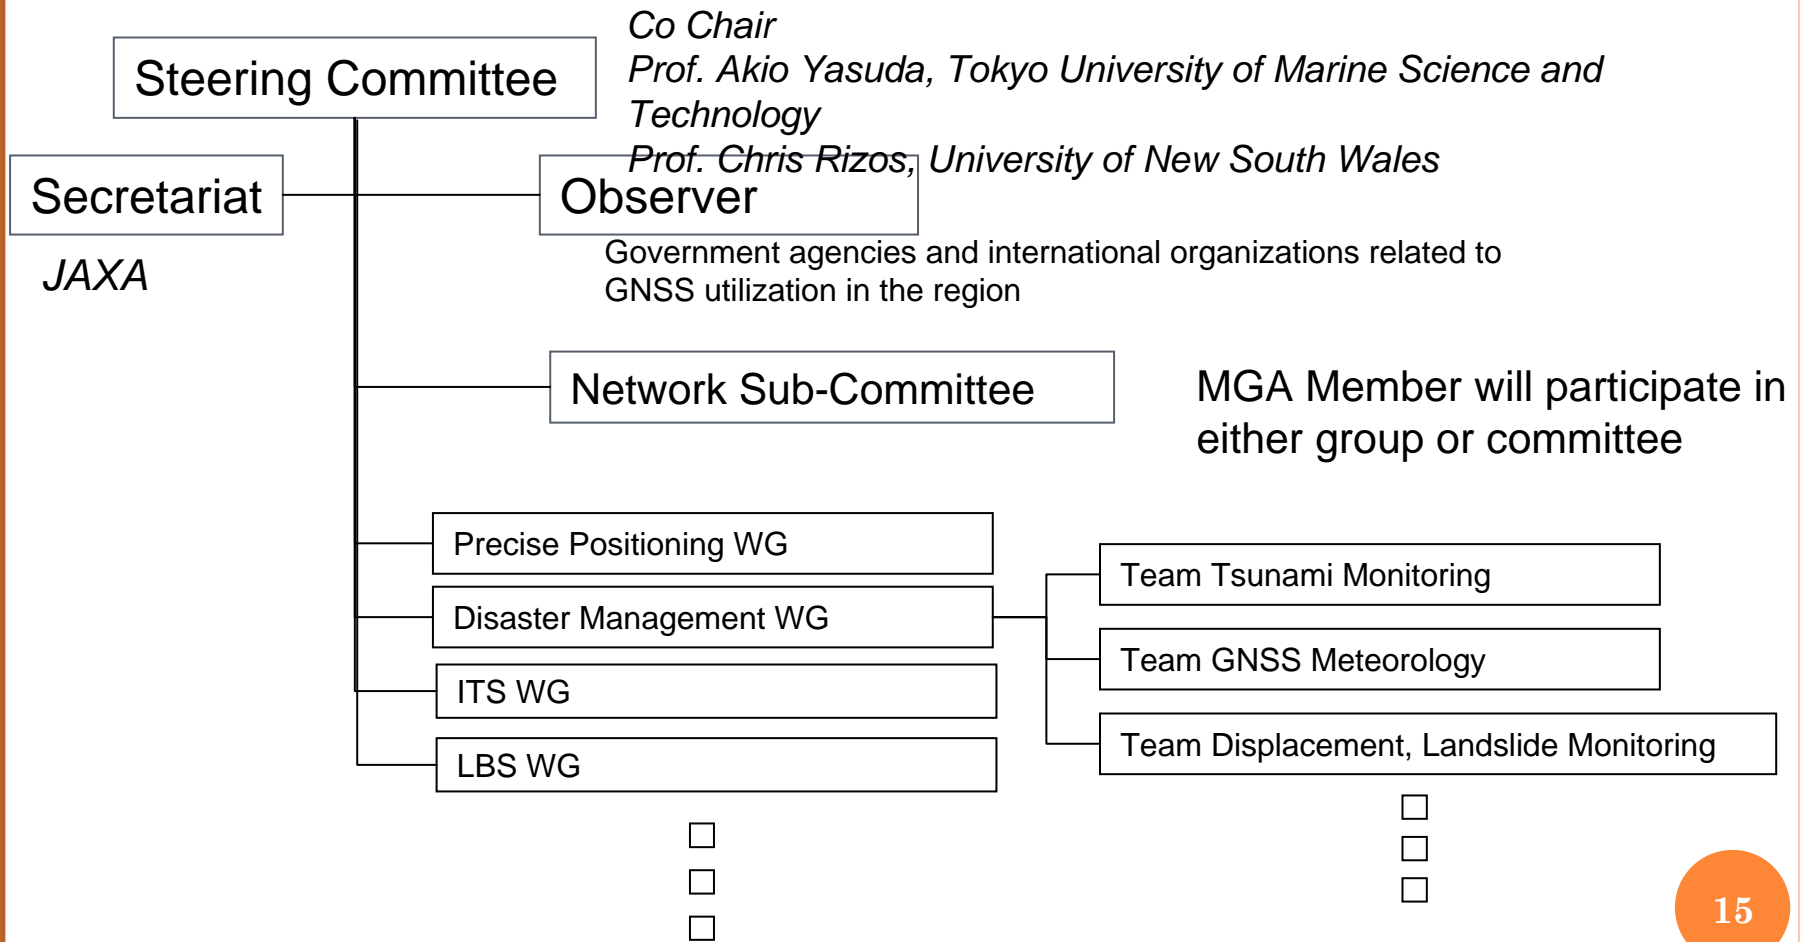 Co Chair
Steering Committee
Prof. Akio Yasuda, Tokyo University of Marine Science and
Technology
Prof. Chris Rizos, University of New South Wales
Secretariat
Observer
JAXA
Government agencies and international organizations related to
GNSS utilization in the region
Network Sub-Committee
MGA Member will participate in
either group or committee
Precise Positioning WG
Disaster Management WG
ITS WG
LBS WG
Team Tsunami Monitoring
Team GNSS Meteorology
Team Displacement, Landslide Monitoring
15